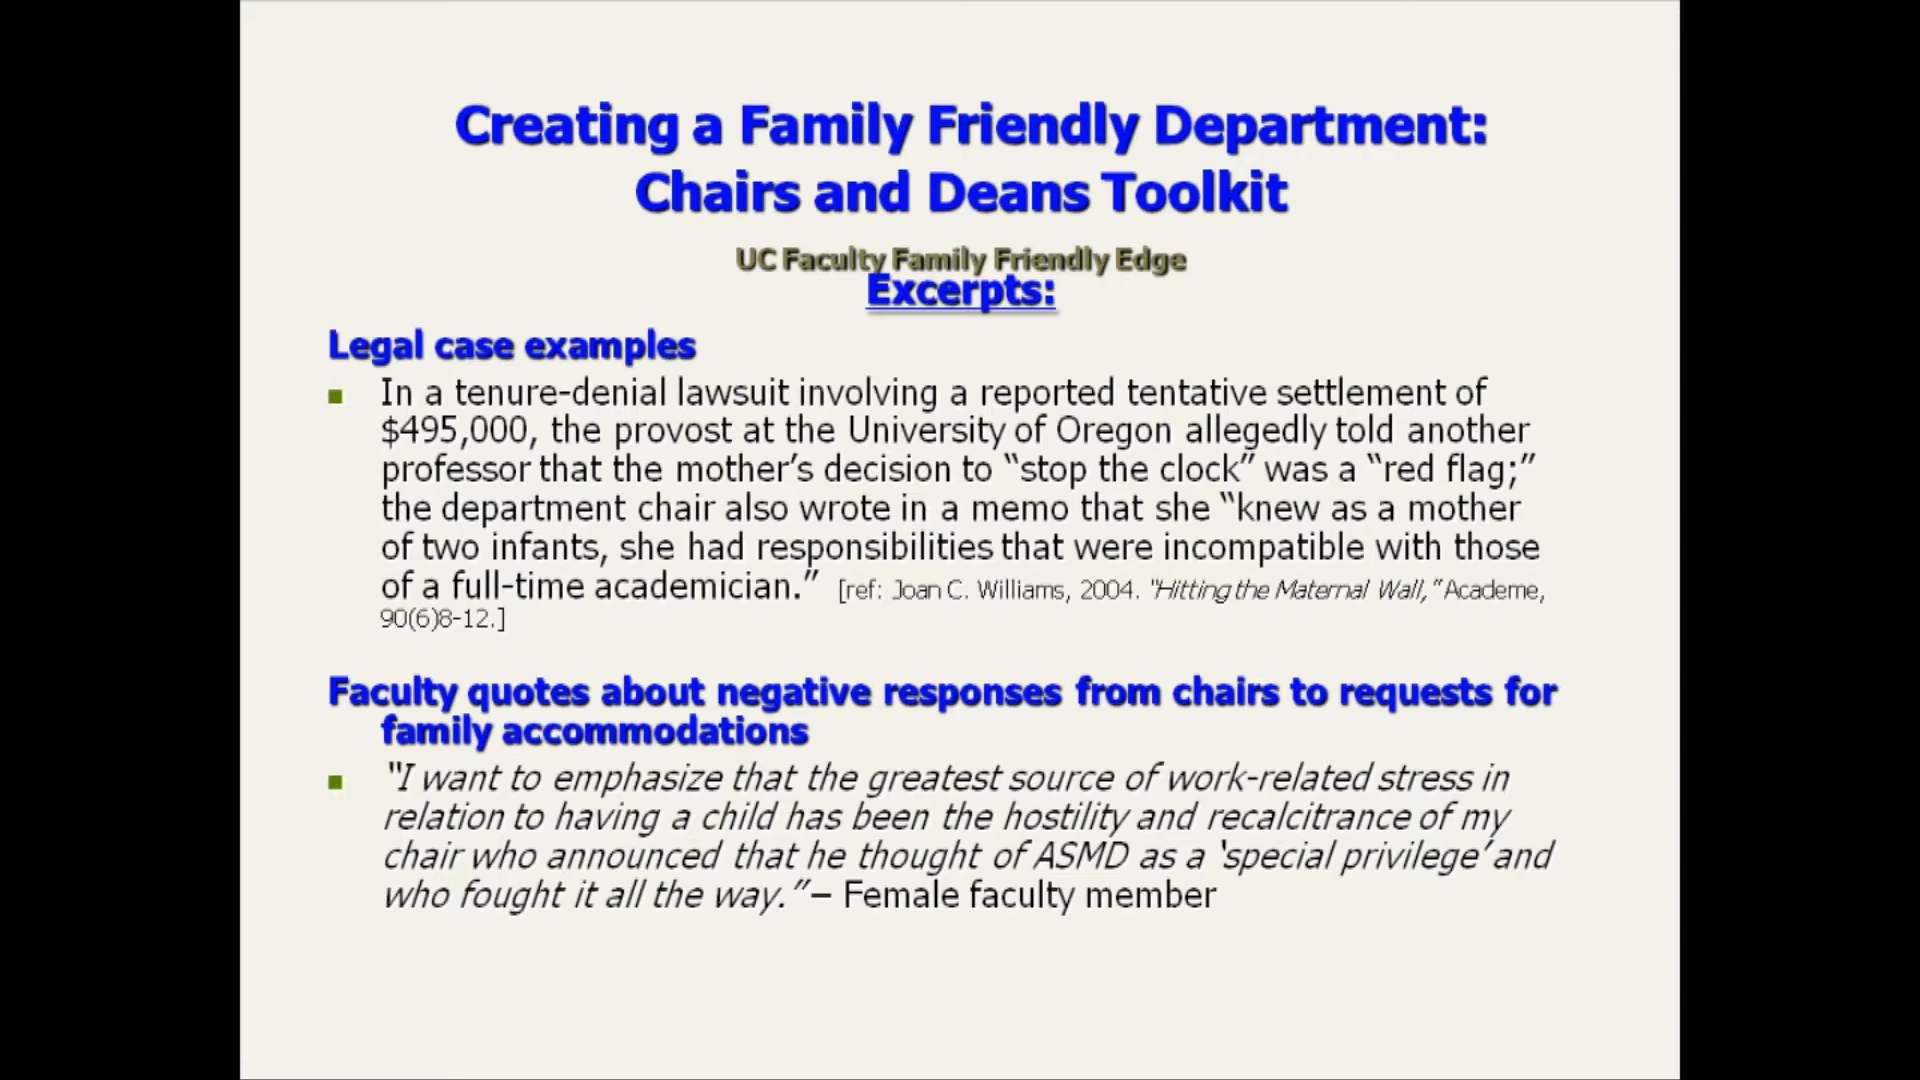 Creating a Family Friendly Department:
Chairs and Deans Toolkit
UC Faculty Family Friendly Edge
Excerpts:
Legal case examples
In a tenure-denial lawsuit involving a reported tentative settlement of
$495,000, the provost at the University of Oregon allegedly told another
professor that the mother’s decision to “stop the clock” was a “red flag;”
the department chair also wrote in a memo that she “knew as a mother
of two infants, she had responsibilities that were incompatible with those
of a full-time academician.” [ref: Joan C. Williams, 2004. “Hitting the Maternal Wall,” Academe,
90(6)8-12.]
Faculty quotes about negative responses from chairs to requests for
family accommodations
“I want to emphasize that the greatest source of work-related stress in
relation to having a child has been the hostility and recalcitrance of my
chair who announced that he thought of ASMD as a ‘special privilege’ and
who fought it all the way.” – Female faculty member